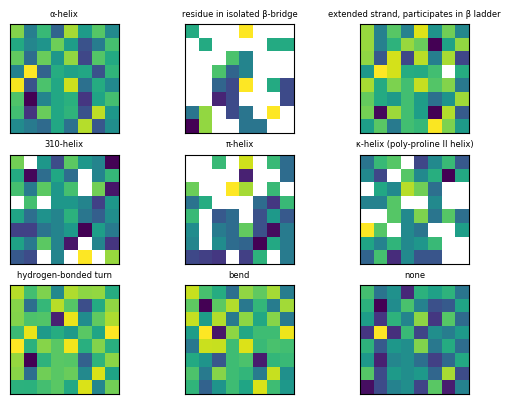 α-helix
residue in isolated β-bridge
extended strand, participates in β ladder
310-helix
π-helix
κ-helix (poly-proline II helix)
hydrogen-bonded turn
bend
none